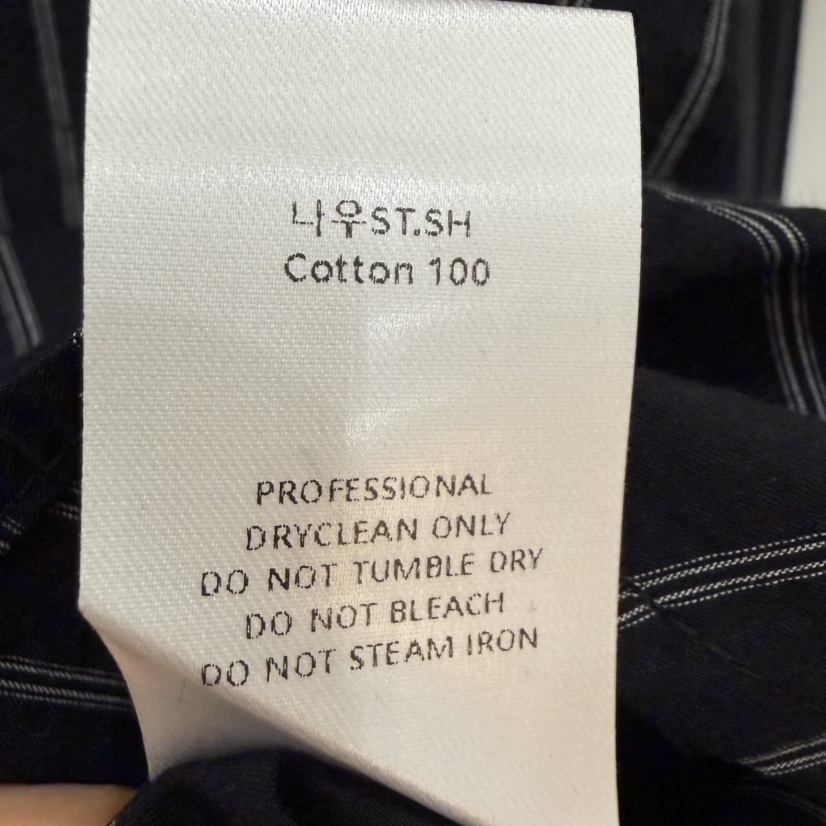 나우ST.SH
Cotton 100
PROFESSIONAL
DRYCLEAN ONLY
DO NOT TUMBLE DRY
DO NOT BLEACH
DO NOT STEAM IRON